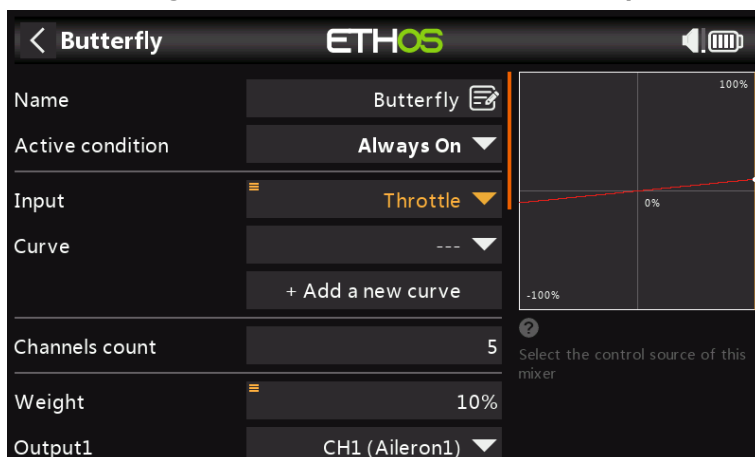 Butterfly
ETHOS
Name
Butterfly
Active condition
Always On
Input
Throttle
Curve
---
+ Add a new curve
Channels count
5
Weight
10%
Output1
CH1 (Aileron1)
100%
0%
-100%
?
Select the control source of this
mixer